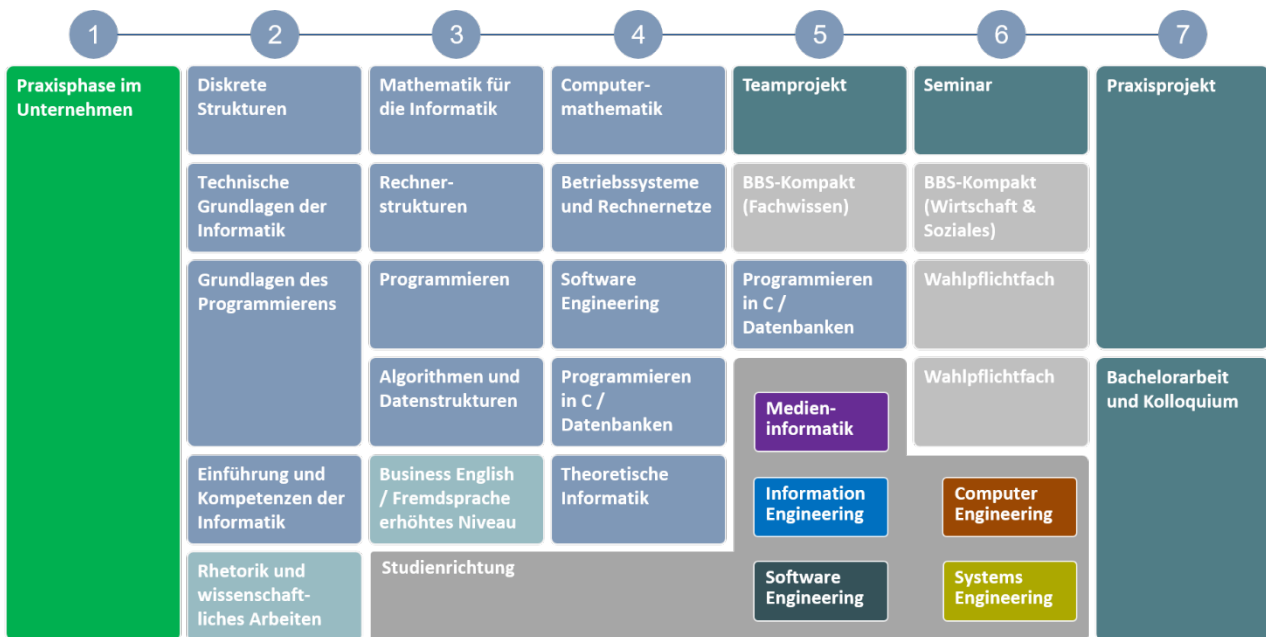 1
2
3
4
5
6
7
Praxisphase im
Unternehmen
Diskrete
Strukturen
Technische
Grundlagen der
Informatik
Grundlagen des
Programmierens
Einführung und
Kompetenzen der
Informatik
Rhetorik und
wissenschaft-
liches Arbeiten
Mathematik für
die Informatik
Rechner-
strukturen
Programmieren
Algorithmen und
Datenstrukturen
Business English
/ Fremdsprache
erhöhtes Niveau
Studienrichtung
Computer-
mathematik
Betriebssysteme
und Rechnernetze
Software
Engineering
Programmieren
in C /
Datenbanken
Theoretische
Informatik
Teamprojekt
BBS-Kompakt
(Fachwissen)
Programmieren
in C /
Datenbanken
Medien-
informatik
Information
Engineering
Software
Engineering
Seminar
BBS-Kompakt
(Wirtschaft &
Soziales)
Wahlpflichtfach
Wahlpflichtfach
Computer
Engineering
Systems
Engineering
Praxisprojekt
Bachelorarbeit
und Kolloquium